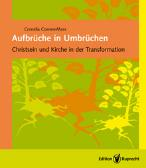 Cornelia Coenen-Marx
Aufbrüche in Umbrüchen
Christsein und Kirche in der Transformation
Edition
Ruprecht